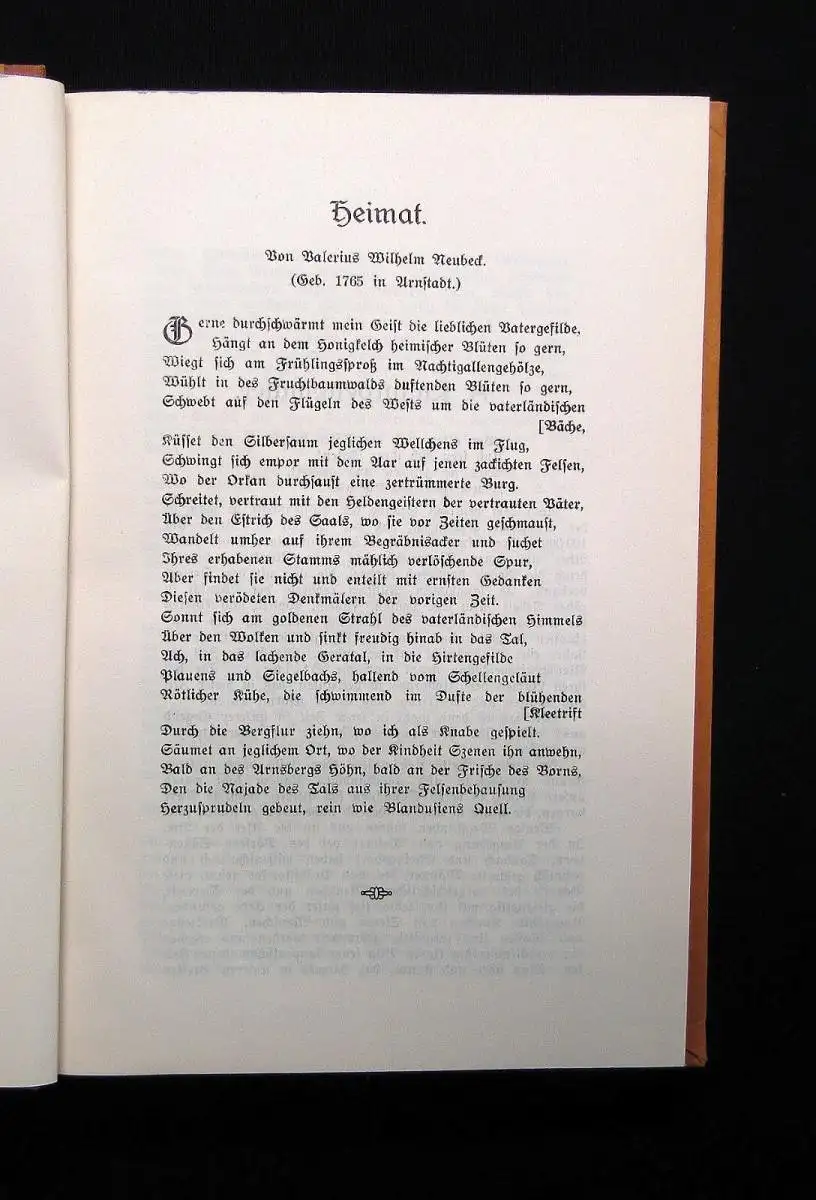 Heimat.
Von Valerius Wilhelm Neubeck.
(Geb. 1765 in Arnstadt.)
Gerne durchschwärmt mein Geist die lieblichen Vatergefilde,
Hängt an dem Honigkelch heimischer Blüten so gern,
Wiegt sich am Frühlingssproß im Nachtigallengehölze,
Wühlt in des Fruchtbaumwalds duftenden Blüten so gern,
Schwebt auf den Flügeln des Wests um die vaterländischen
[Bäche,
Küsset den Silbersaum jeglichen Wellchens im Flug,
Schwingt sich empor mit dem Aar auf jenen zackichten Felsen,
Wo der Orkan durchsaust eine zertrümmerte Burg.
Schreitet, vertraut mit den Heldengeistern der vertrauten Väter,
Über den Estrich des Saals, wo sie vor Zeiten geschmaust,
Wandelt umher auf ihrem Begräbnisacker und suchet
Ihres erhabenen Stamms mählich verlöschende Spur,
Aber findet sie nicht und enteilt mit ernsten Gedanken
Diesen verödeten Denkmälern der vorigen Zeit.
Sonnt sich am goldenen Strahl des vaterländischen Himmels
Über den Wolken und sinkt freudig hinab in das Tal,
Ach, in das lachende Geratal, in die Hirtengefilde
Plauens und Siegelbachs, hallend vom Schellengeläut
Rötlicher Kühe, die schwimmend im Dufte der blühenden
[Kleetrift
Durch die Bergflur ziehn, wo ich als Knabe gespielt.
Säumet an jeglichem Ort, wo der Kindheit Szenen ihn anwehn,
Bald an des Arnsbergs Höhn, bald an der Frische des Borns,
Den die Najade des Tals aus ihrer Felsenbehausung
Herzusprudeln gebeut, rein wie Blandusiens Quell.